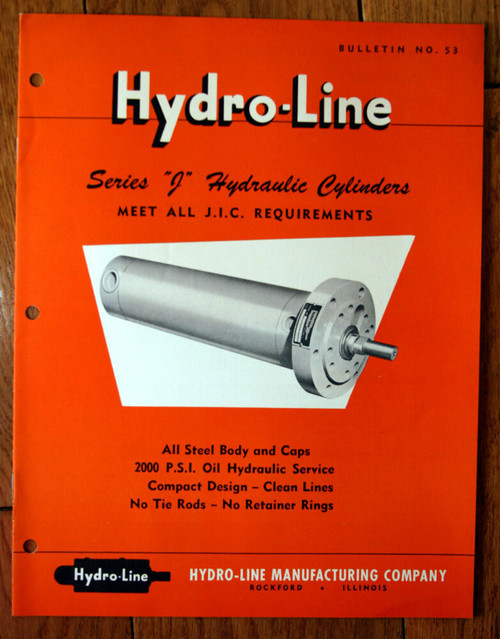 BULLETIN NO. 53
Hydro-Line
Series "J" Hydraulic Cylinders
MEET ALL J.I.C. REQUIREMENTS
All Steel Body and Caps
2000 P.S.I. Oil Hydraulic Service
Compact Design – Clean Lines
No Tie Rods – No Retainer Rings
Hydro-Line
HYDRO-LINE MANUFACTURING COMPANY
ROCKFORD • ILLINOIS